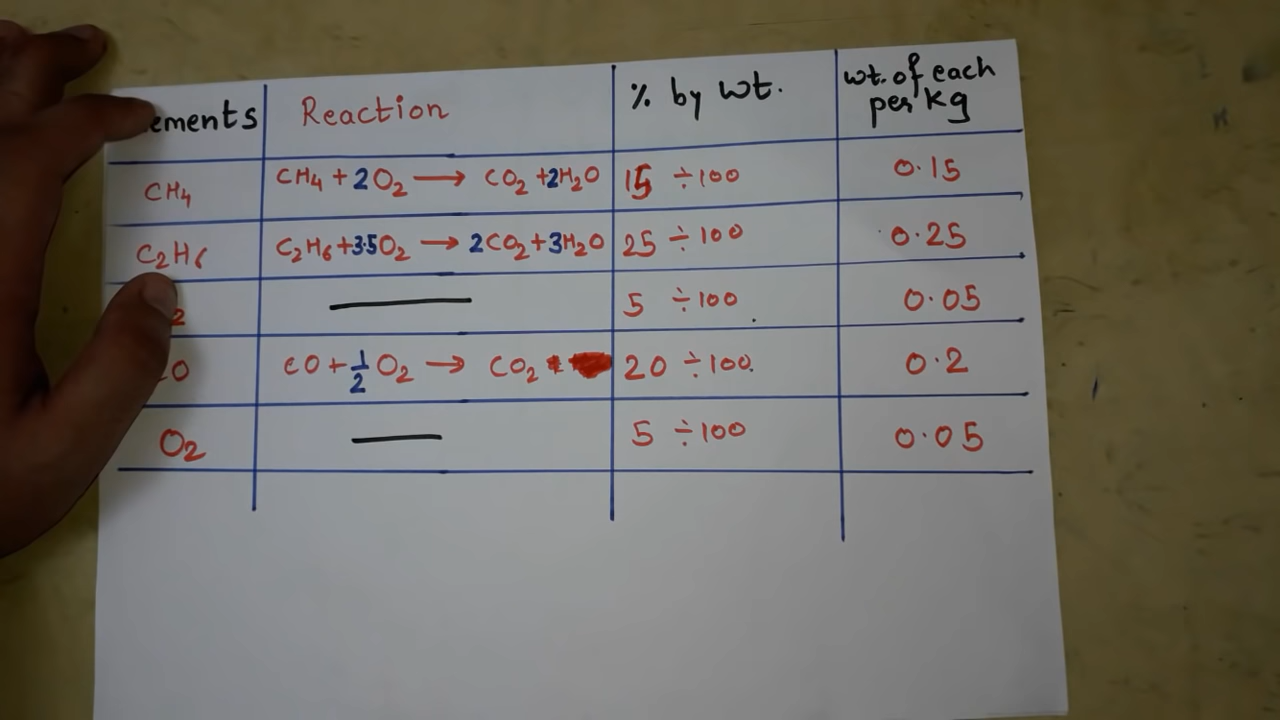 ements Reaction % by wt. wt. of each per kg
CH4 CH4 + 2O2 → CO2 + 2H2O 15 ÷100 0.15
C2H6 C2H6 + 3.5O2 → 2CO2 + 3H2O 25 ÷100 0.25
2 5 ÷100 0.05
O CO + 1/2 O2 → CO2 20 ÷100 0.2
O2 5 ÷100 0.05